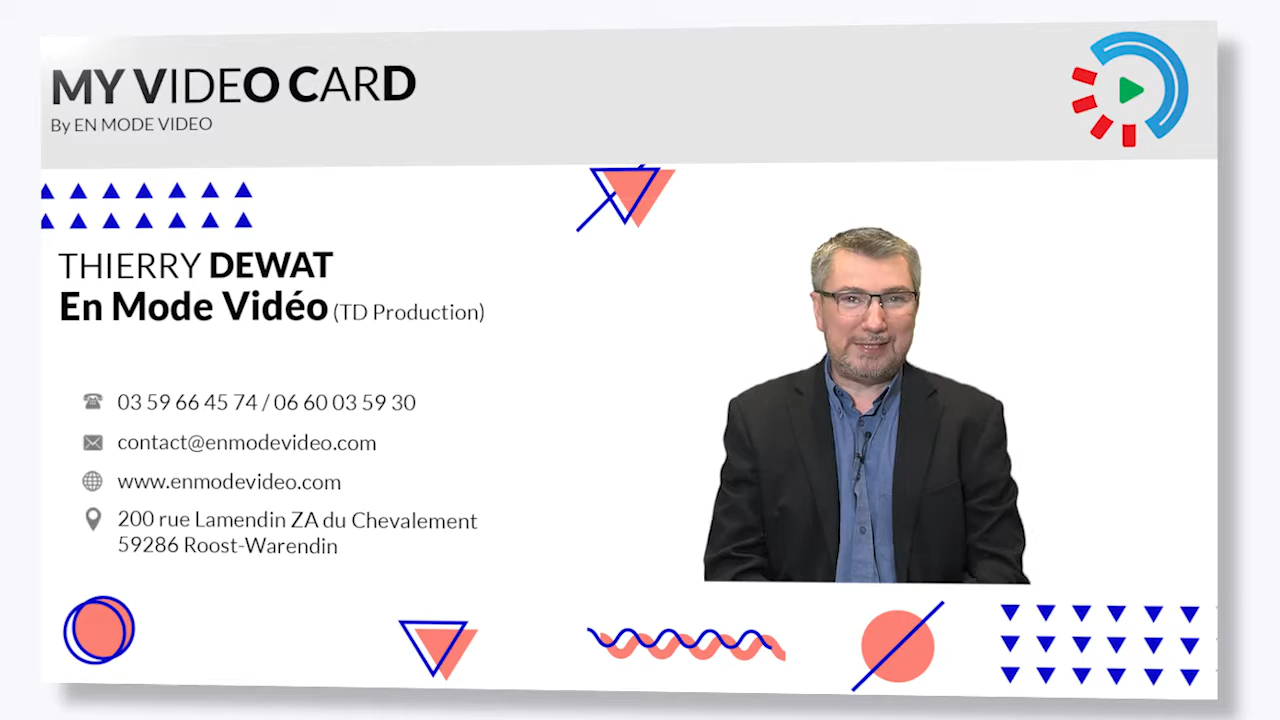 MY VIDEO CARD
By EN MODE VIDEO
THIERRY DEWAT
En Mode Vidéo (TD Production)
03 59 66 45 74 / 06 60 03 59 30
contact@enmodevideo.com
www.enmodevideo.com
200 rue Lamendin ZA du Chevalement
59286 Roost-Warendin